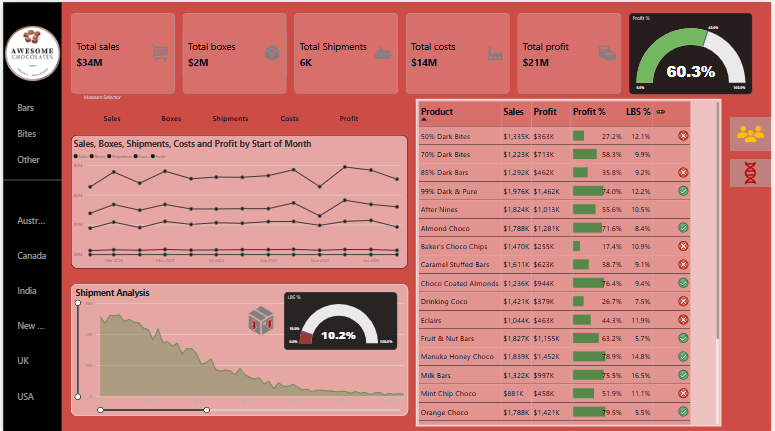 AWESOME
CHOCOLATES
Bars
Bites
Other
Austr...
Canada
India
New ...
UK
USA
Total sales
$34M
Total boxes
$2M
Total Shipments
6K
Total costs
$14M
Total profit
$21M
Profit %
60.3%
0.0%
100.0%
Measure Selector
Sales Boxes Shipments Costs Profit
Sales, Boxes, Shipments, Costs and Profit by Start of Month
Shipment Analysis
LBS %
10.2%
0.0%
100.0%
Product Sales Profit Profit % LBS %
50% Dark Bites $1,335K $363K 27.2% 12.1%
70% Dark Bites $1,223K $713K 58.3% 9.9%
85% Dark Bars $1,292K $462K 35.8% 9.2%
99% Dark & Pure $1,976K $1,462K 74.0% 12.2%
After Nines $1,824K $1,013K 55.6% 10.5%
Almond Choco $1,788K $1,281K 71.6% 8.4%
Baker's Choco Chips $1,470K $255K 17.4% 10.9%
Caramel Stuffed Bars $1,611K $623K 38.7% 9.1%
Choco Coated Almonds $1,236K $944K 76.4% 9.4%
Drinking Coco $1,421K $379K 26.7% 7.5%
Eclairs $1,044K $463K 44.3% 11.9%
Fruit & Nut Bars $1,827K $1,155K 63.2% 5.7%
Manuka Honey Choco $1,839K $1,452K 78.9% 14.8%
Milk Bars $1,322K $997K 75.5% 16.5%
Mint Chip Choco $881K $458K 51.9% 11.1%
Orange Choco $1,788K $1,421K 79.5% 5.5%